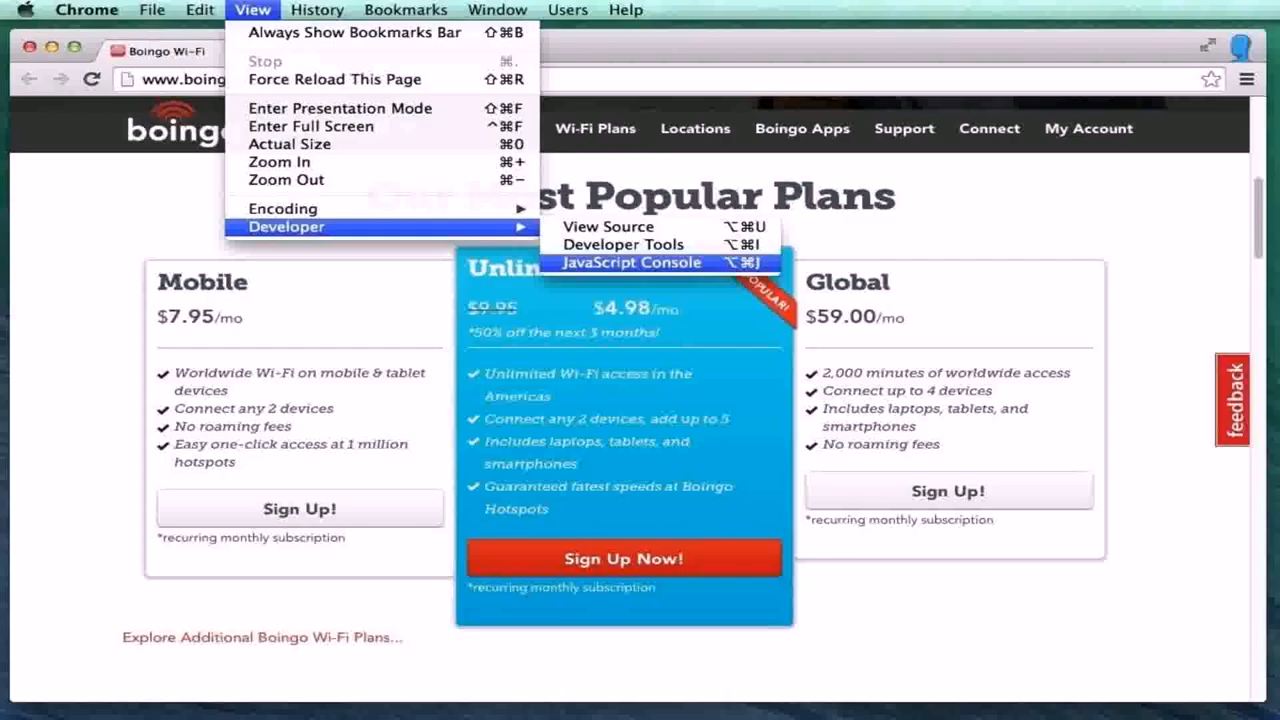 Chrome File Edit View History Bookmarks Window Users Help
Always Show Bookmarks Bar ⇧⌘B
Stop ⌘.
Force Reload This Page ⇧⌘R
Enter Presentation Mode ⇧⌘F
Enter Full Screen ^⌘F
Actual Size ⌘0
Zoom In ⌘+
Zoom Out ⌘−
Encoding ▶
Developer ▶
View Source ⌥⌘U
Developer Tools ⌥⌘I
JavaScript Console ⌥⌘J
Boingo Wi-Fi
www.boing
boingo Wi-Fi Plans Locations Boingo Apps Support Connect My Account
st Popular Plans
Mobile
$7.95/mo
✓ Worldwide Wi-Fi on mobile & tablet
devices
✓ Connect any 2 devices
✓ No roaming fees
✓ Easy one-click access at 1 million
hotspots
Sign Up!
*recurring monthly subscription
Unlin
OPULAR!
$9.95 $4.98/mo
*50% off the next 3 months!
✓ Unlimited Wi-Fi access in the
Americas
✓ Connect any 2 devices, add up to 5
✓ Includes laptops, tablets, and
smartphones
✓ Guaranteed fatest speeds at Boingo
Hotspots
Sign Up Now!
*recurring monthly subscription
Global
$59.00/mo
✓ 2,000 minutes of worldwide access
✓ Connect up to 4 devices
✓ Includes laptops, tablets, and
smartphones
✓ No roaming fees
Sign Up!
*recurring monthly subscription
feedback
Explore Additional Boingo Wi-Fi Plans...